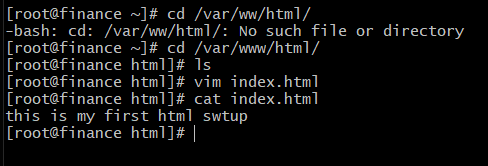 [root@finance ~]# cd /var/ww/html/
-bash: cd: /var/ww/html/: No such file or directory
[root@finance ~]# cd /var/www/html/
[root@finance html]# ls
[root@finance html]# vim index.html
[root@finance html]# cat index.html
this is my first html swtup
[root@finance html]#